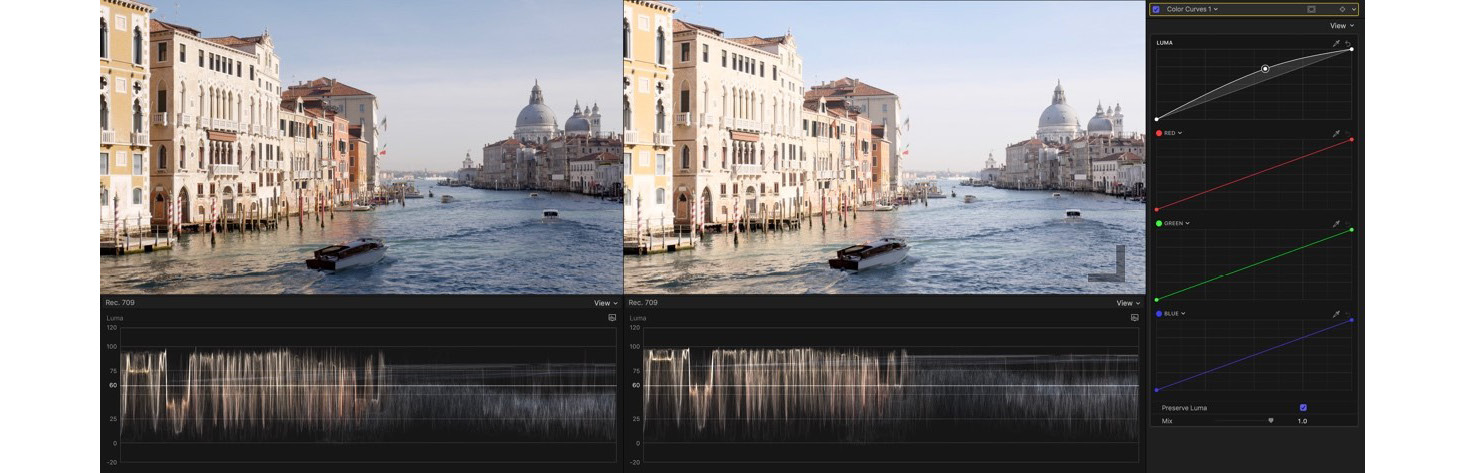 Color Curves 1
View
LUMA
RED
GREEN
BLUE
Preserve Luma
Mix 1.0
Rec. 709 View
Luma
120
100
75
60
25
0
-20
Rec. 709 View
Luma
120
100
75
60
25
0
-20